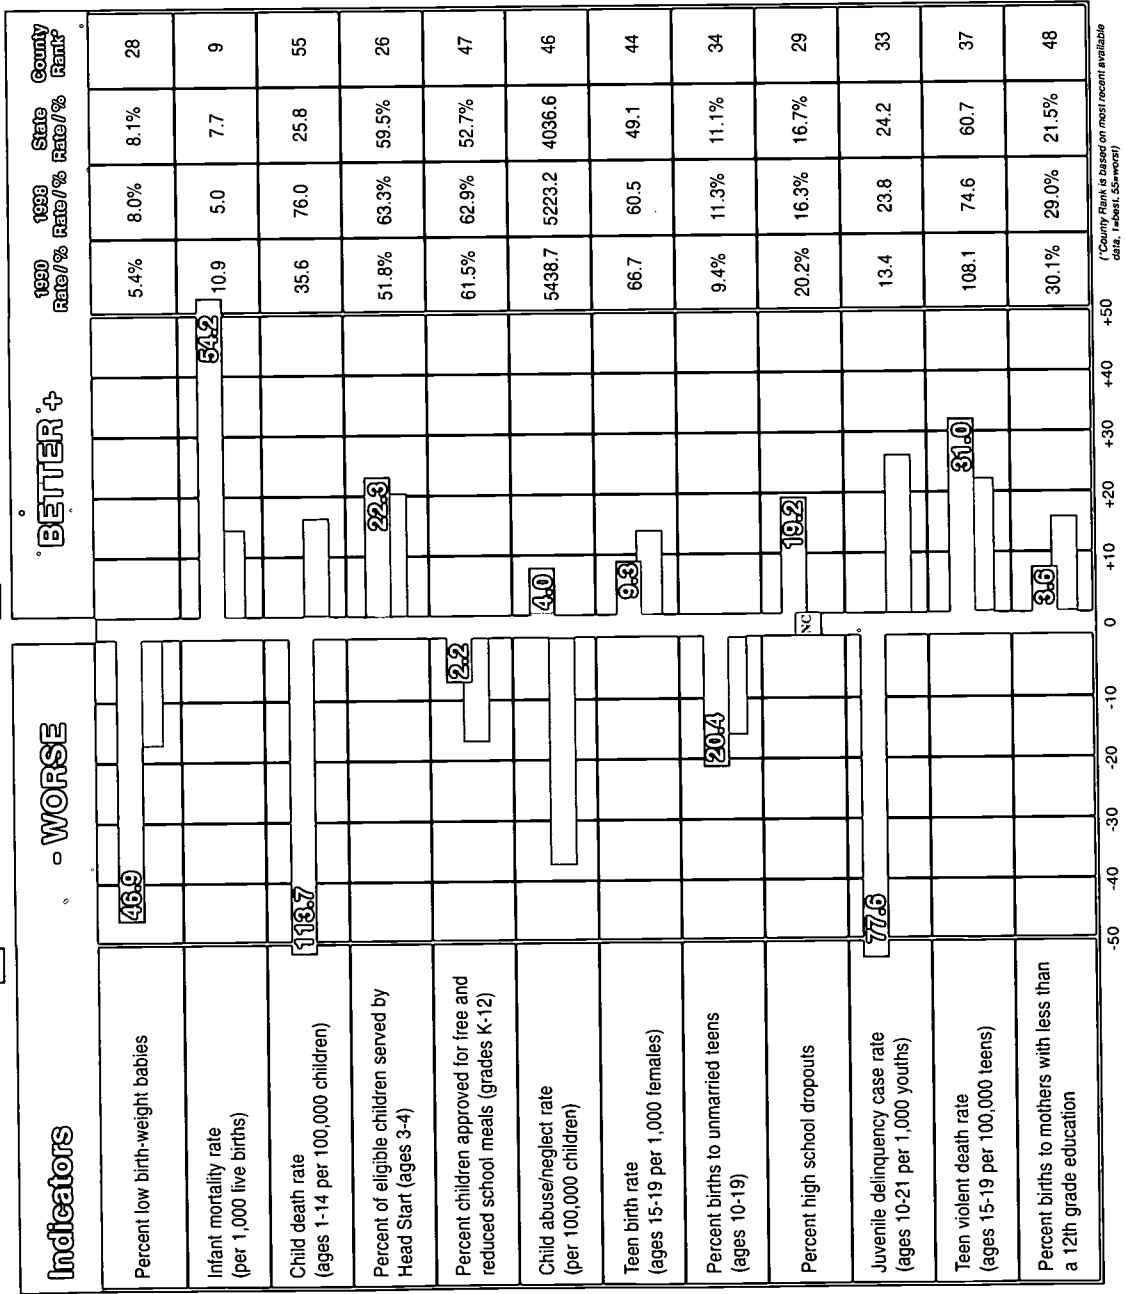 Indicators
- WORSE
BETTER +
1990
Rate / %
1998
Rate / %
State
Rate / %
County
Rank*
Percent low birth-weight babies
46.9
5.4%
8.0%
8.1%
28
Infant mortality rate
(per 1,000 live births)
54.2
10.9
5.0
7.7
9
Child death rate
(ages 1-14 per 100,000 children)
113.7
35.6
76.0
25.8
55
Percent of eligible children served by
Head Start (ages 3-4)
22.3
51.8%
63.3%
59.5%
26
Percent children approved for free and
reduced school meals (grades K-12)
2.2
61.5%
62.9%
52.7%
47
Child abuse/neglect rate
(per 100,000 children)
4.0
5438.7
5223.2
4036.6
46
Teen birth rate
(ages 15-19 per 1,000 females)
9.3
66.7
60.5
49.1
44
Percent births to unmarried teens
(ages 10-19)
20.4
9.4%
11.3%
11.1%
34
Percent high school dropouts
NC
19.2
20.2%
16.3%
16.7%
29
Juvenile delinquency case rate
(ages 10-21 per 1,000 youths)
77.6
13.4
23.8
24.2
33
Teen violent death rate
(ages 15-19 per 100,000 teens)
31.0
108.1
74.6
60.7
37
Percent births to mothers with less than
a 12th grade education
3.6
30.1%
29.0%
21.5%
48
-50 -40 -30 -20 -10 0 +10 +20 +30 +40 +50
(*County Rank is based on most recent available
data, 1=best. 55=worst)